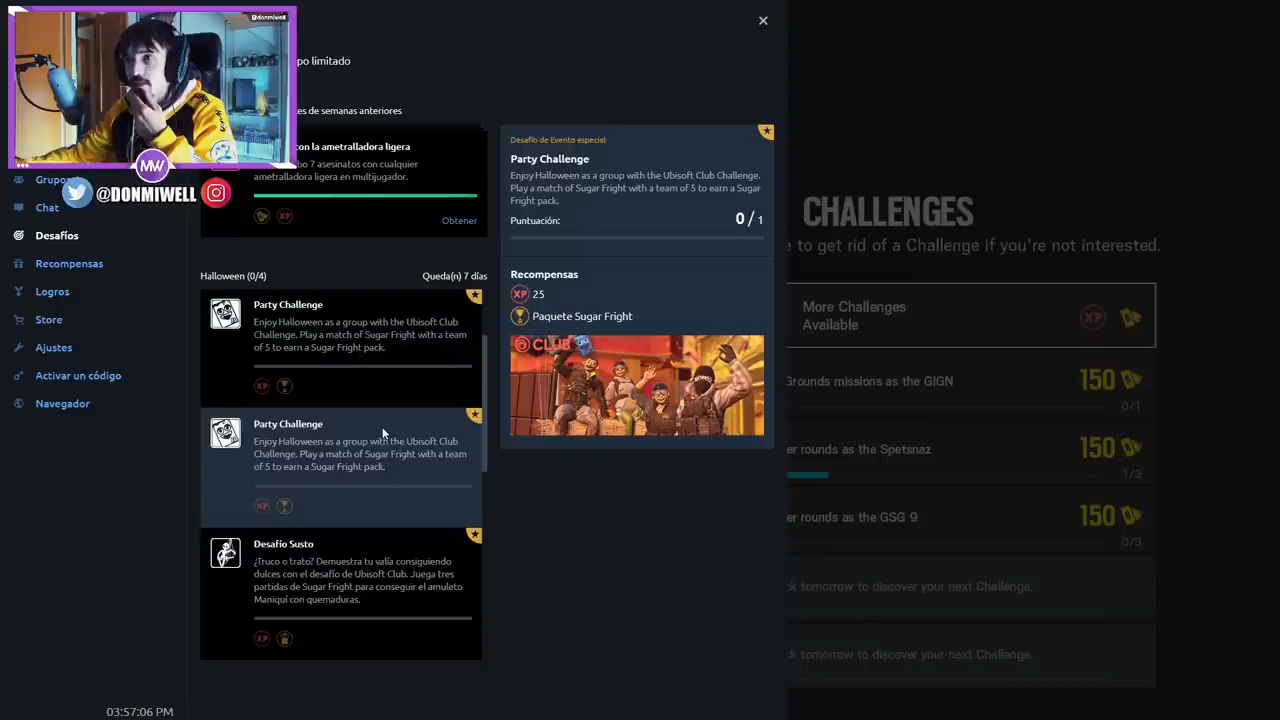 @donmiwell
po limitado
es de semanas anteriores
con la ametralladora ligera
bo 7 asesinatos con cualquier
ametralladora ligera en multijugador.
XP
Obtener
MW
@DONMIWELL
Grupos
Chat
Desafíos
Recompensas
Logros
Store
Ajustes
Activar un código
Navegador
Halloween (0/4)
Queda(n) 7 días
Party Challenge
Enjoy Halloween as a group with the Ubisoft Club
Challenge. Play a match of Sugar Fright with a team
of 5 to earn a Sugar Fright pack.
XP
Party Challenge
Enjoy Halloween as a group with the Ubisoft Club
Challenge. Play a match of Sugar Fright with a team
of 5 to earn a Sugar Fright pack.
XP
Desafío Susto
¿Truco o trato? Demuestra tu valía consiguiendo
dulces con el desafío de Ubisoft Club. Juega tres
partidas de Sugar Fright para conseguir el amuleto
Maniquí con quemaduras.
XP
Desafío de Evento especial
Party Challenge
Enjoy Halloween as a group with the Ubisoft Club Challenge.
Play a match of Sugar Fright with a team of 5 to earn a Sugar
Fright pack.
Puntuación:
0 / 1
Recompensas
XP 25
Paquete Sugar Fright
CLUB
CHALLENGES
e to get rid of a Challenge if you're not interested.
More Challenges
Available
XP
Grounds missions as the GIGN
150
0/1
er rounds as the Spetsnaz
150
1/3
er rounds as the GSG 9
150
0/3
ck tomorrow to discover your next Challenge.
ck tomorrow to discover your next Challenge.
03:57:06 PM